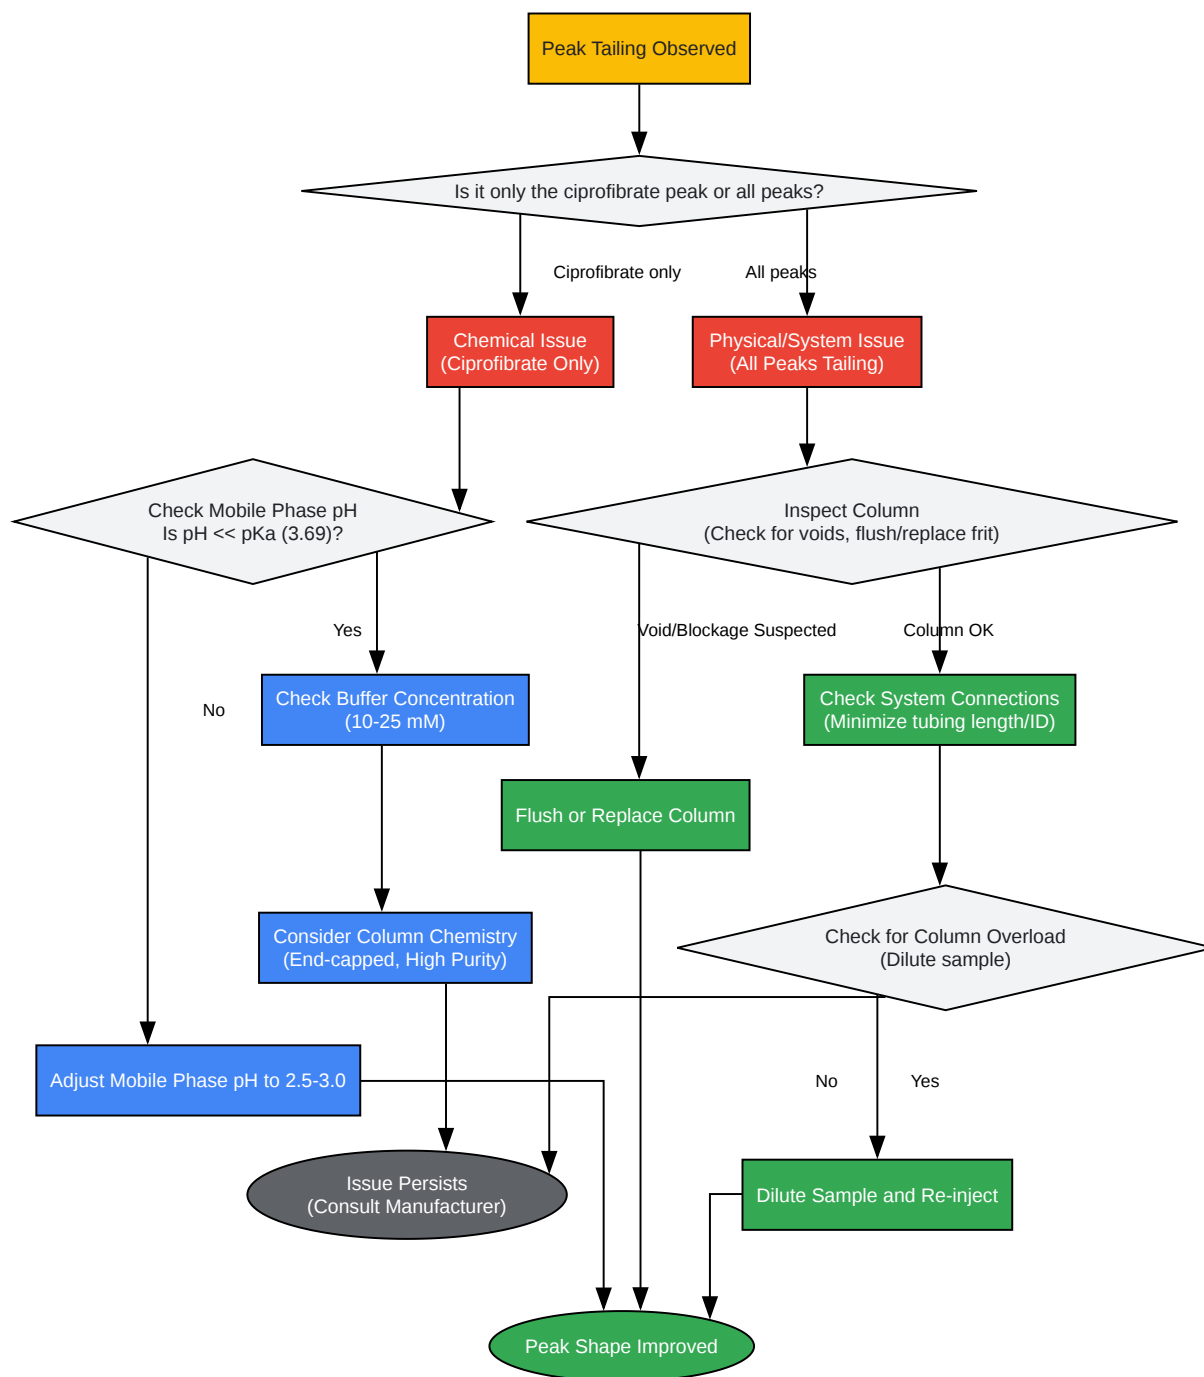 Peak Tailing Observed
Is it only the ciprofibrate peak or all peaks?
Ciprofibrate only
All peaks
Chemical Issue
(Ciprofibrate Only)
Physical/System Issue
(All Peaks Tailing)
Check Mobile Phase pH
Is pH << pKa (3.69)?
Inspect Column
(Check for voids, flush/replace frit)
Yes
Void/Blockage Suspected
Column OK
No
Check Buffer Concentration
(10-25 mM)
Check System Connections
(Minimize tubing length/ID)
Flush or Replace Column
Consider Column Chemistry
(End-capped, High Purity)
Check for Column Overload
(Dilute sample)
Adjust Mobile Phase pH to 2.5-3.0
No
Yes
Issue Persists
(Consult Manufacturer)
Dilute Sample and Re-inject
Peak Shape Improved